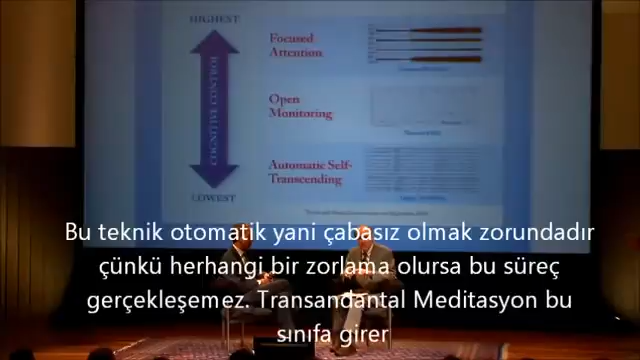 HIGHEST
Focused
Attention
Open
Monitoring
COGNITIVE CONTROL
Automatic Self-
Transcending
LOWEST
Bu teknik otomatik yani çabasız olmak zorundadır
çünkü herhangi bir zorlama olursa bu süreç
gerçekleşemez. Transandantal Meditasyon bu
sınıfa girer